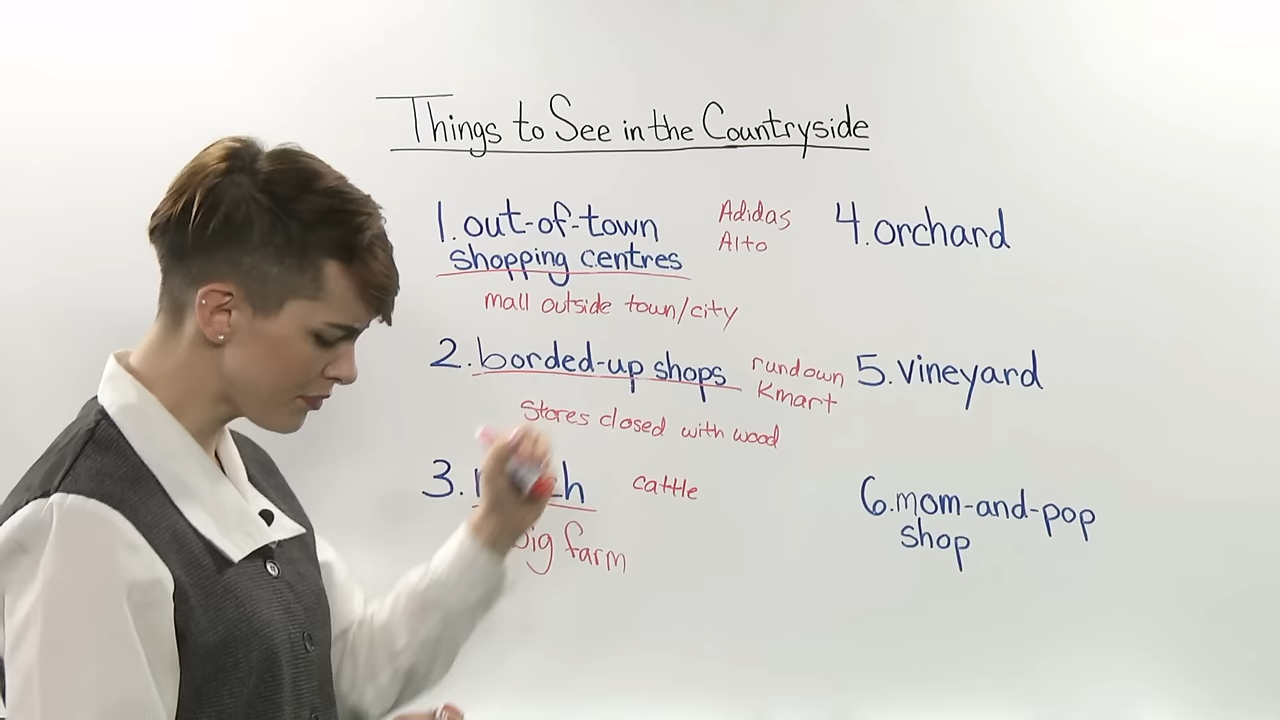 Things to See in the Countryside
1. out-of-town
shopping centres
Adidas
Alto
mall outside town/city
2. borded-up shops
rundown
Kmart
Stores closed with wood
3.
cattle
farm
4. orchard
5. vineyard
6. mom-and-pop
shop